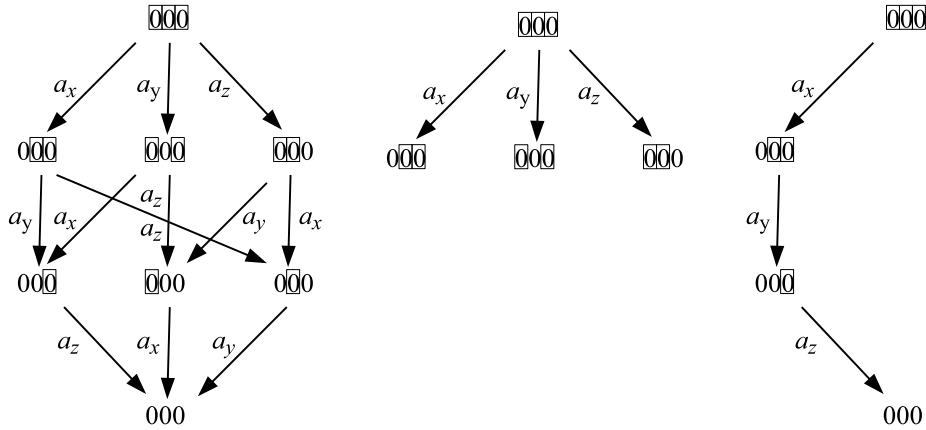 000 000 000
a_x a_y a_z a_x a_y a_z a_x
000 000 000 000 000 000 000
a_y a_x a_z a_z a_y a_x a_y
000 000 000 000
a_z a_x a_y a_z
000 000